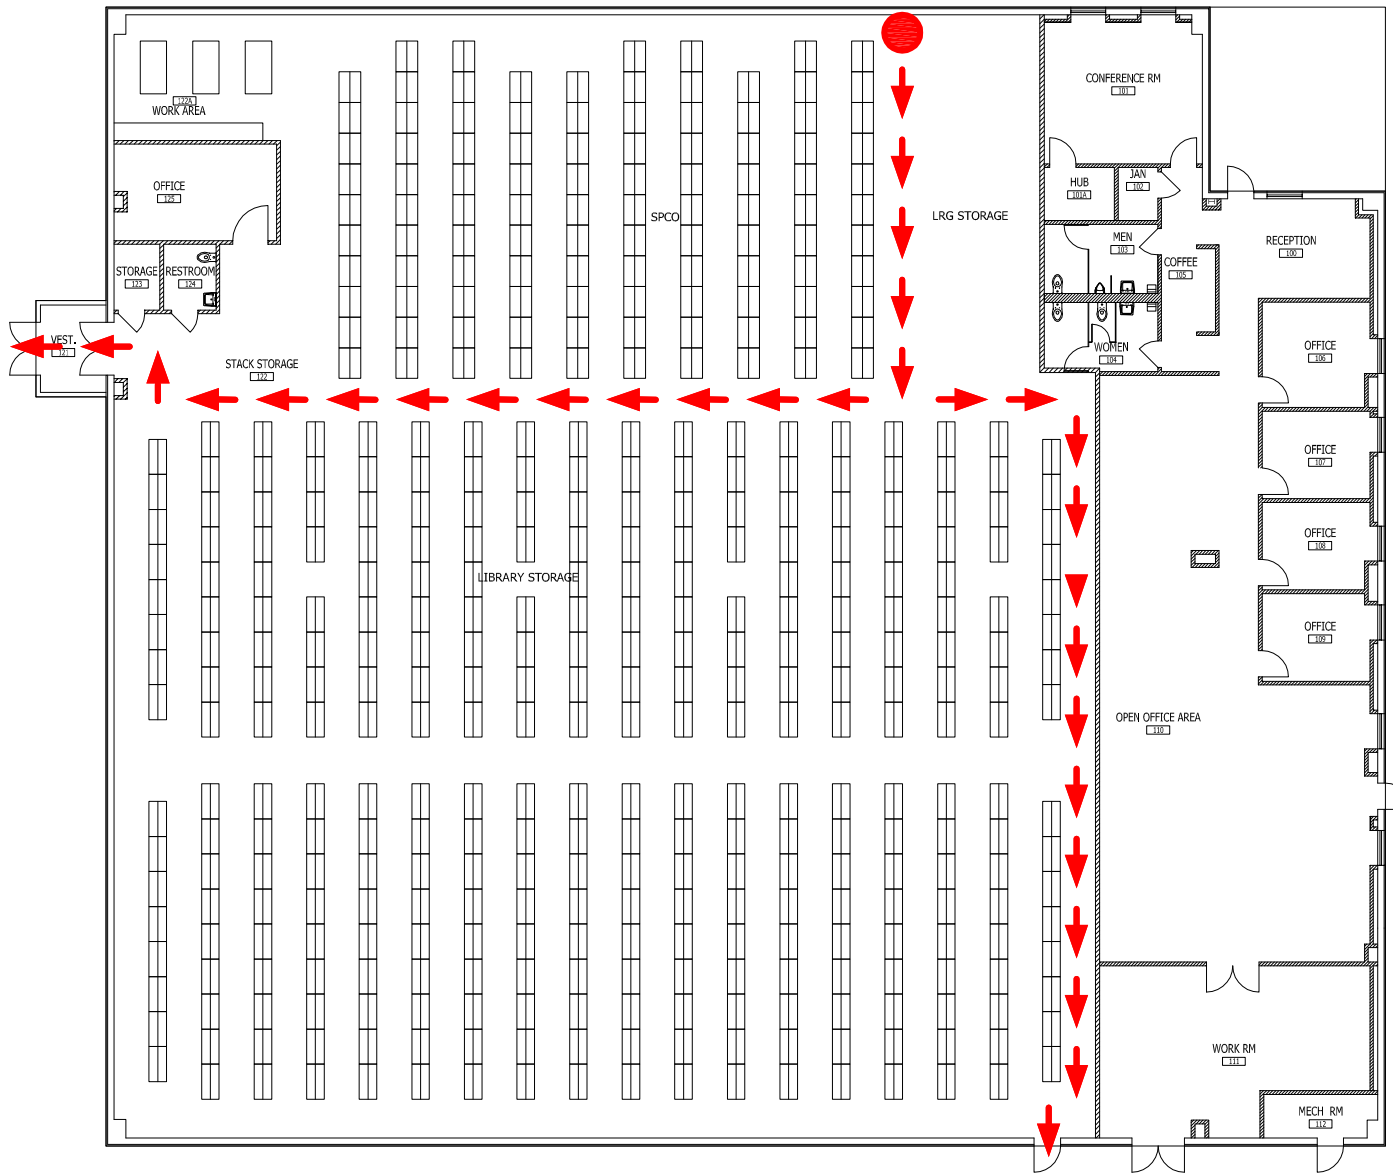 CONFERENCE RM
101
122A
WORK AREA
OFFICE
125
HUB
101A
JAN
102
SPCO
LRG STORAGE
MEN
103
RECEPTION
100
COFFEE
105
STORAGE
123
RESTROOM
124
VEST.
121
STACK STORAGE
122
WOMEN
104
OFFICE
106
OFFICE
107
OFFICE
108
LIBRARY STORAGE
OFFICE
109
OPEN OFFICE AREA
110
WORK RM
111
MECH RM
112